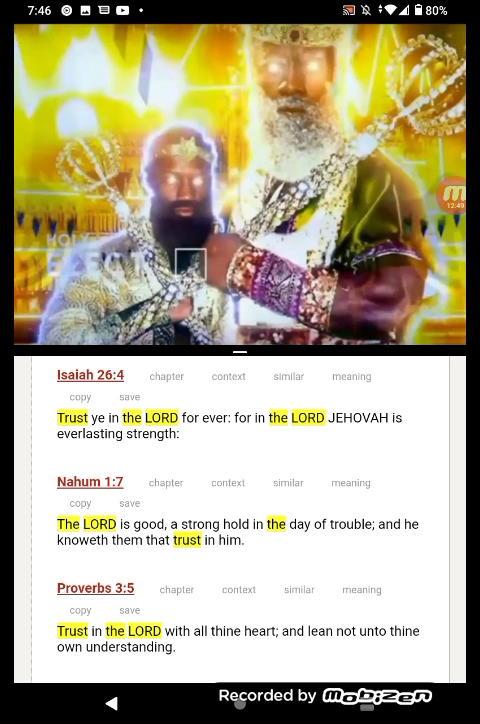 7:46
80%
12:49
HOLY
ELECT
Isaiah 26:4 chapter context similar meaning
copy save
Trust ye in the LORD for ever: for in the LORD JEHOVAH is
everlasting strength:
Nahum 1:7 chapter context similar meaning
copy save
The LORD is good, a strong hold in the day of trouble; and he
knoweth them that trust in him.
Proverbs 3:5 chapter context similar meaning
copy save
Trust in the LORD with all thine heart; and lean not unto thine
own understanding.
Recorded by Mobizen